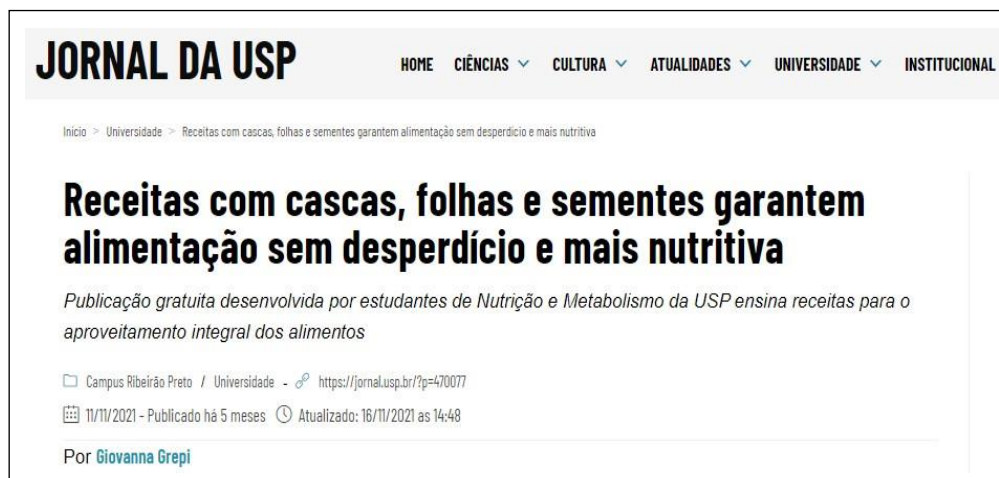 JORNAL DA USP HOME CIÊNCIAS CULTURA ATUALIDADES UNIVERSIDADE INSTITUCIONAL
Início > Universidade > Receitas com cascas, folhas e sementes garantem alimentação sem desperdício e mais nutritiva
Receitas com cascas, folhas e sementes garantem
alimentação sem desperdício e mais nutritiva
Publicação gratuita desenvolvida por estudantes de Nutrição e Metabolismo da USP ensina receitas para o
aproveitamento integral dos alimentos
Campus Ribeirão Preto / Universidade - https://jornal.usp.br/?p=470077
11/11/2021 - Publicado há 5 meses Atualizado: 16/11/2021 as 14:48
Por Giovanna Grepi